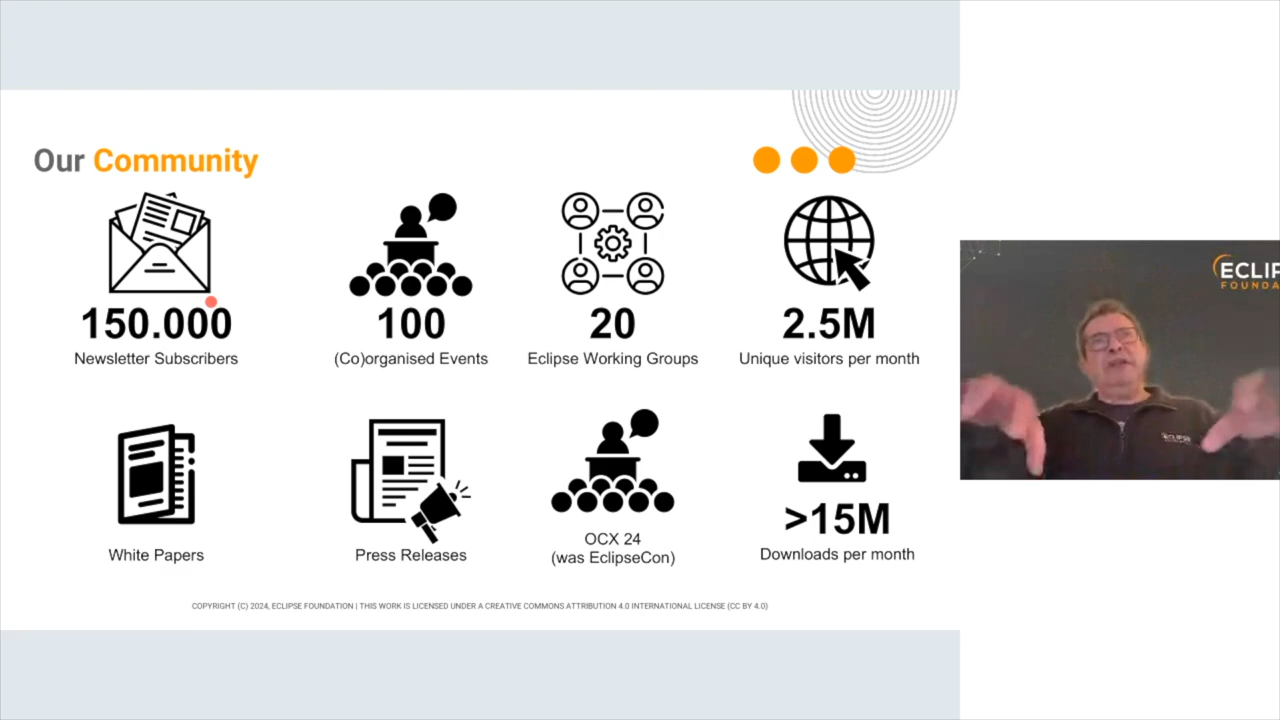 Our Community
150.000
Newsletter Subscribers
100
(Co)organised Events
20
Eclipse Working Groups
2.5M
Unique visitors per month
White Papers
Press Releases
OCX 24
(was EclipseCon)
>15M
Downloads per month
COPYRIGHT (C) 2024, ECLIPSE FOUNDATION | THIS WORK IS LICENSED UNDER A CREATIVE COMMONS ATTRIBUTION 4.0 INTERNATIONAL LICENSE (CC BY 4.0)
ECLIP
FOUNDA
ECLIPSE